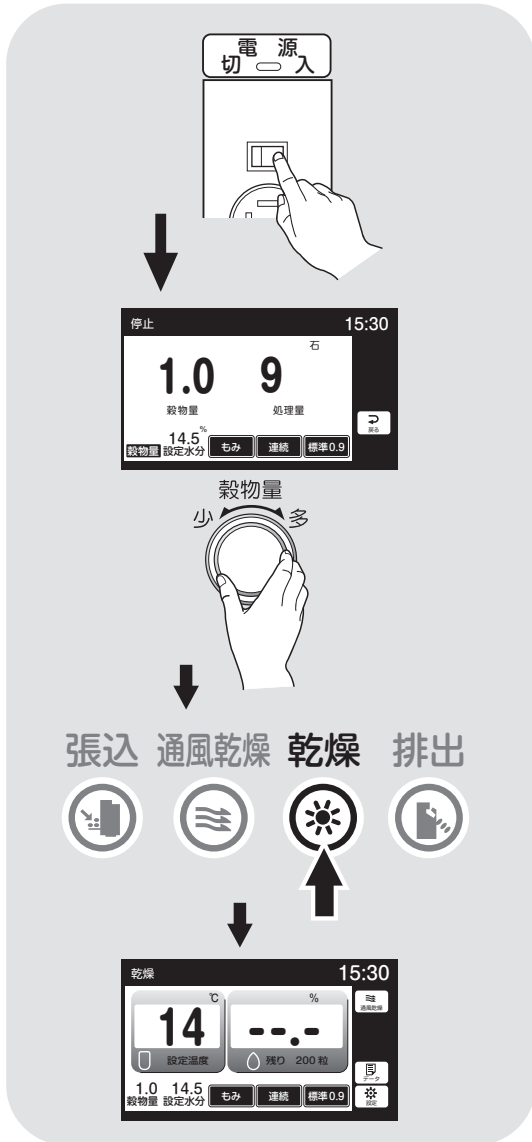 電 源
切 入
停止 15:30
石
1.0 9
穀物量 処理量
戻る
14.5%
穀物量 設定水分 もみ 連続 標準0.9
穀物量
少 多
張込 通風乾燥 乾燥 排出
乾燥 15:30
℃ %
通風乾燥
14 --.-
設定温度 残り 200粒
データ
1.0 14.5
穀物量 設定水分 もみ 連続 標準0.9
設定